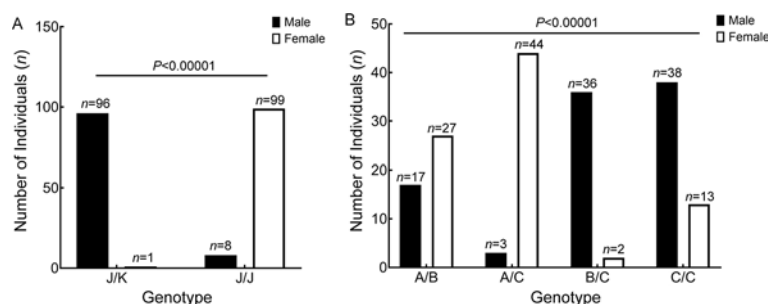 A
Male
Female
Number of Individuals (n)
150
100
50
0
P<0.00001
n=96
n=1
n=8
n=99
J/K
J/J
Genotype
B
Male
Female
Number of Individuals (n)
50
40
30
20
10
0
P<0.00001
n=17
n=27
n=3
n=44
n=36
n=2
n=38
n=13
A/B
A/C
B/C
C/C
Genotype